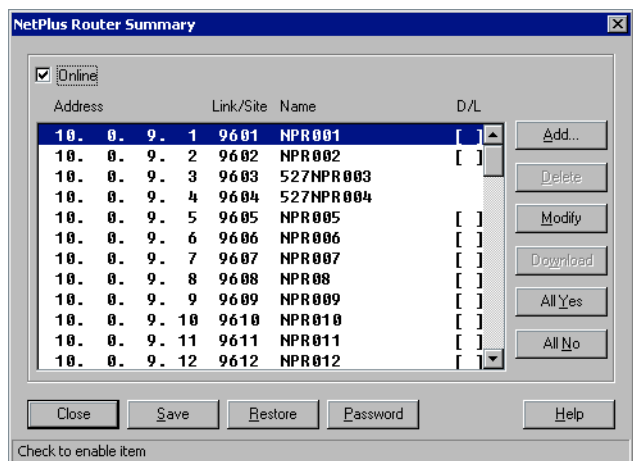 NetPlus Router Summary
Online
Address Link/Site Name D/L
10. 0. 9. 1 9601 NPR001 [ ]
10. 0. 9. 2 9602 NPR002 [ ]
10. 0. 9. 3 9603 527NPR003
10. 0. 9. 4 9604 527NPR004
10. 0. 9. 5 9605 NPR005 [ ]
10. 0. 9. 6 9606 NPR006 [ ]
10. 0. 9. 7 9607 NPR007 [ ]
10. 0. 9. 8 9608 NPR08 [ ]
10. 0. 9. 9 9609 NPR009 [ ]
10. 0. 9. 10 9610 NPR010 [ ]
10. 0. 9. 11 9611 NPR011 [ ]
10. 0. 9. 12 9612 NPR012 [ ]
Add...
Delete
Modify
Download
All Yes
All No
Close Save Restore Password Help
Check to enable item